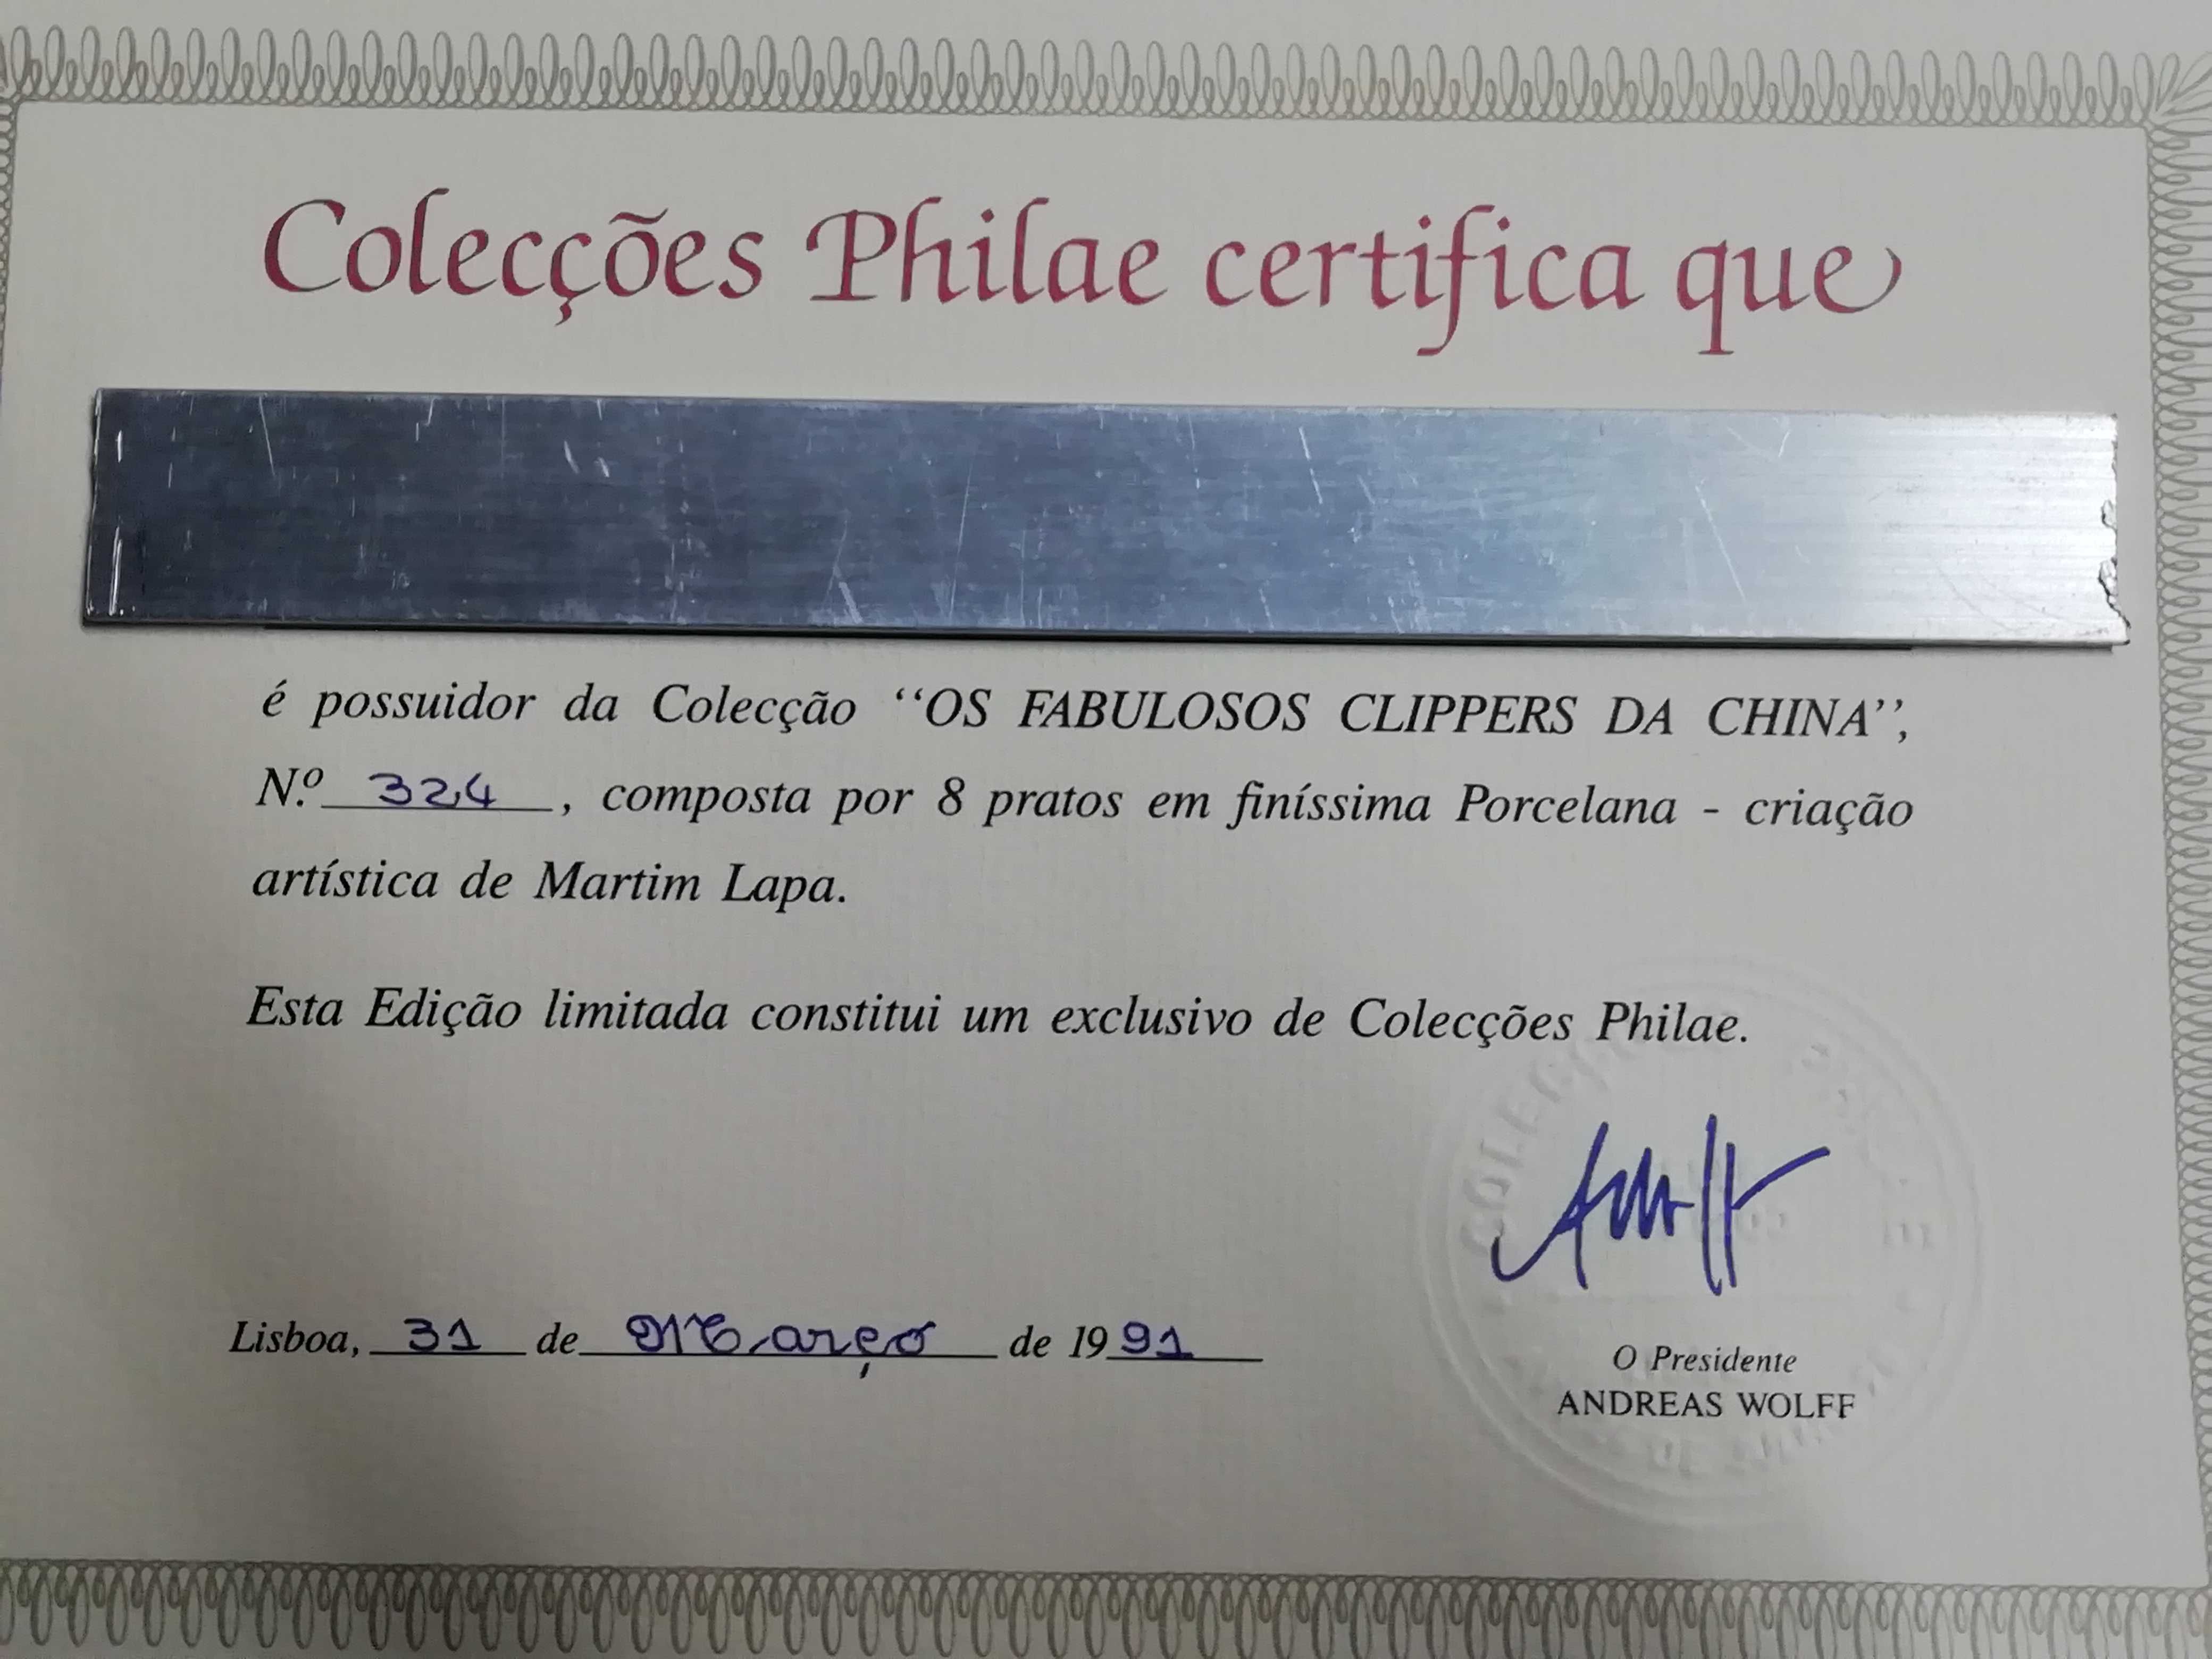 Colecções Philae certifica que
é possuidor da Colecção ‘‘OS FABULOSOS CLIPPERS DA CHINA’’,
N.º 324, composta por 8 pratos em finíssima Porcelana - criação
artística de Martim Lapa.
Esta Edição limitada constitui um exclusivo de Colecções Philae.
Lisboa, 31 de Março de 1991
O Presidente
ANDREAS WOLFF